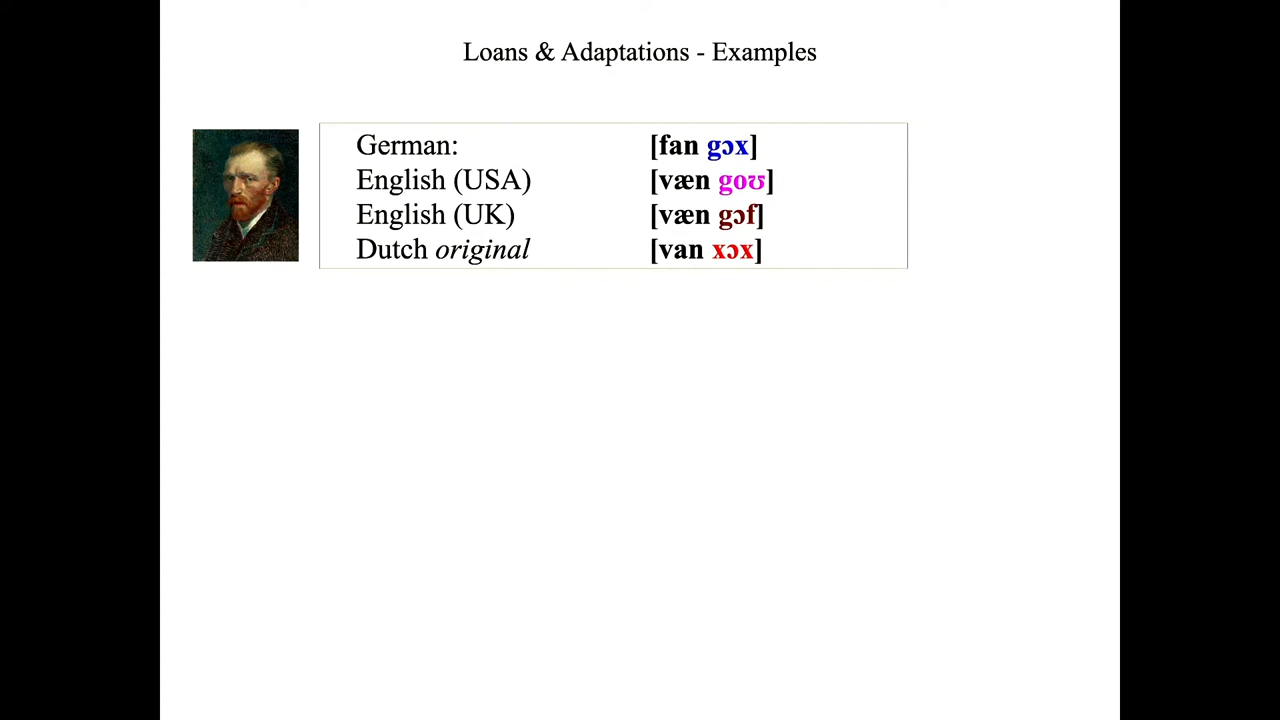 Loans & Adaptations - Examples
German: [fan gɔx]
English (USA) [væn goʊ]
English (UK) [væn gɔf]
Dutch original [van xɔx]